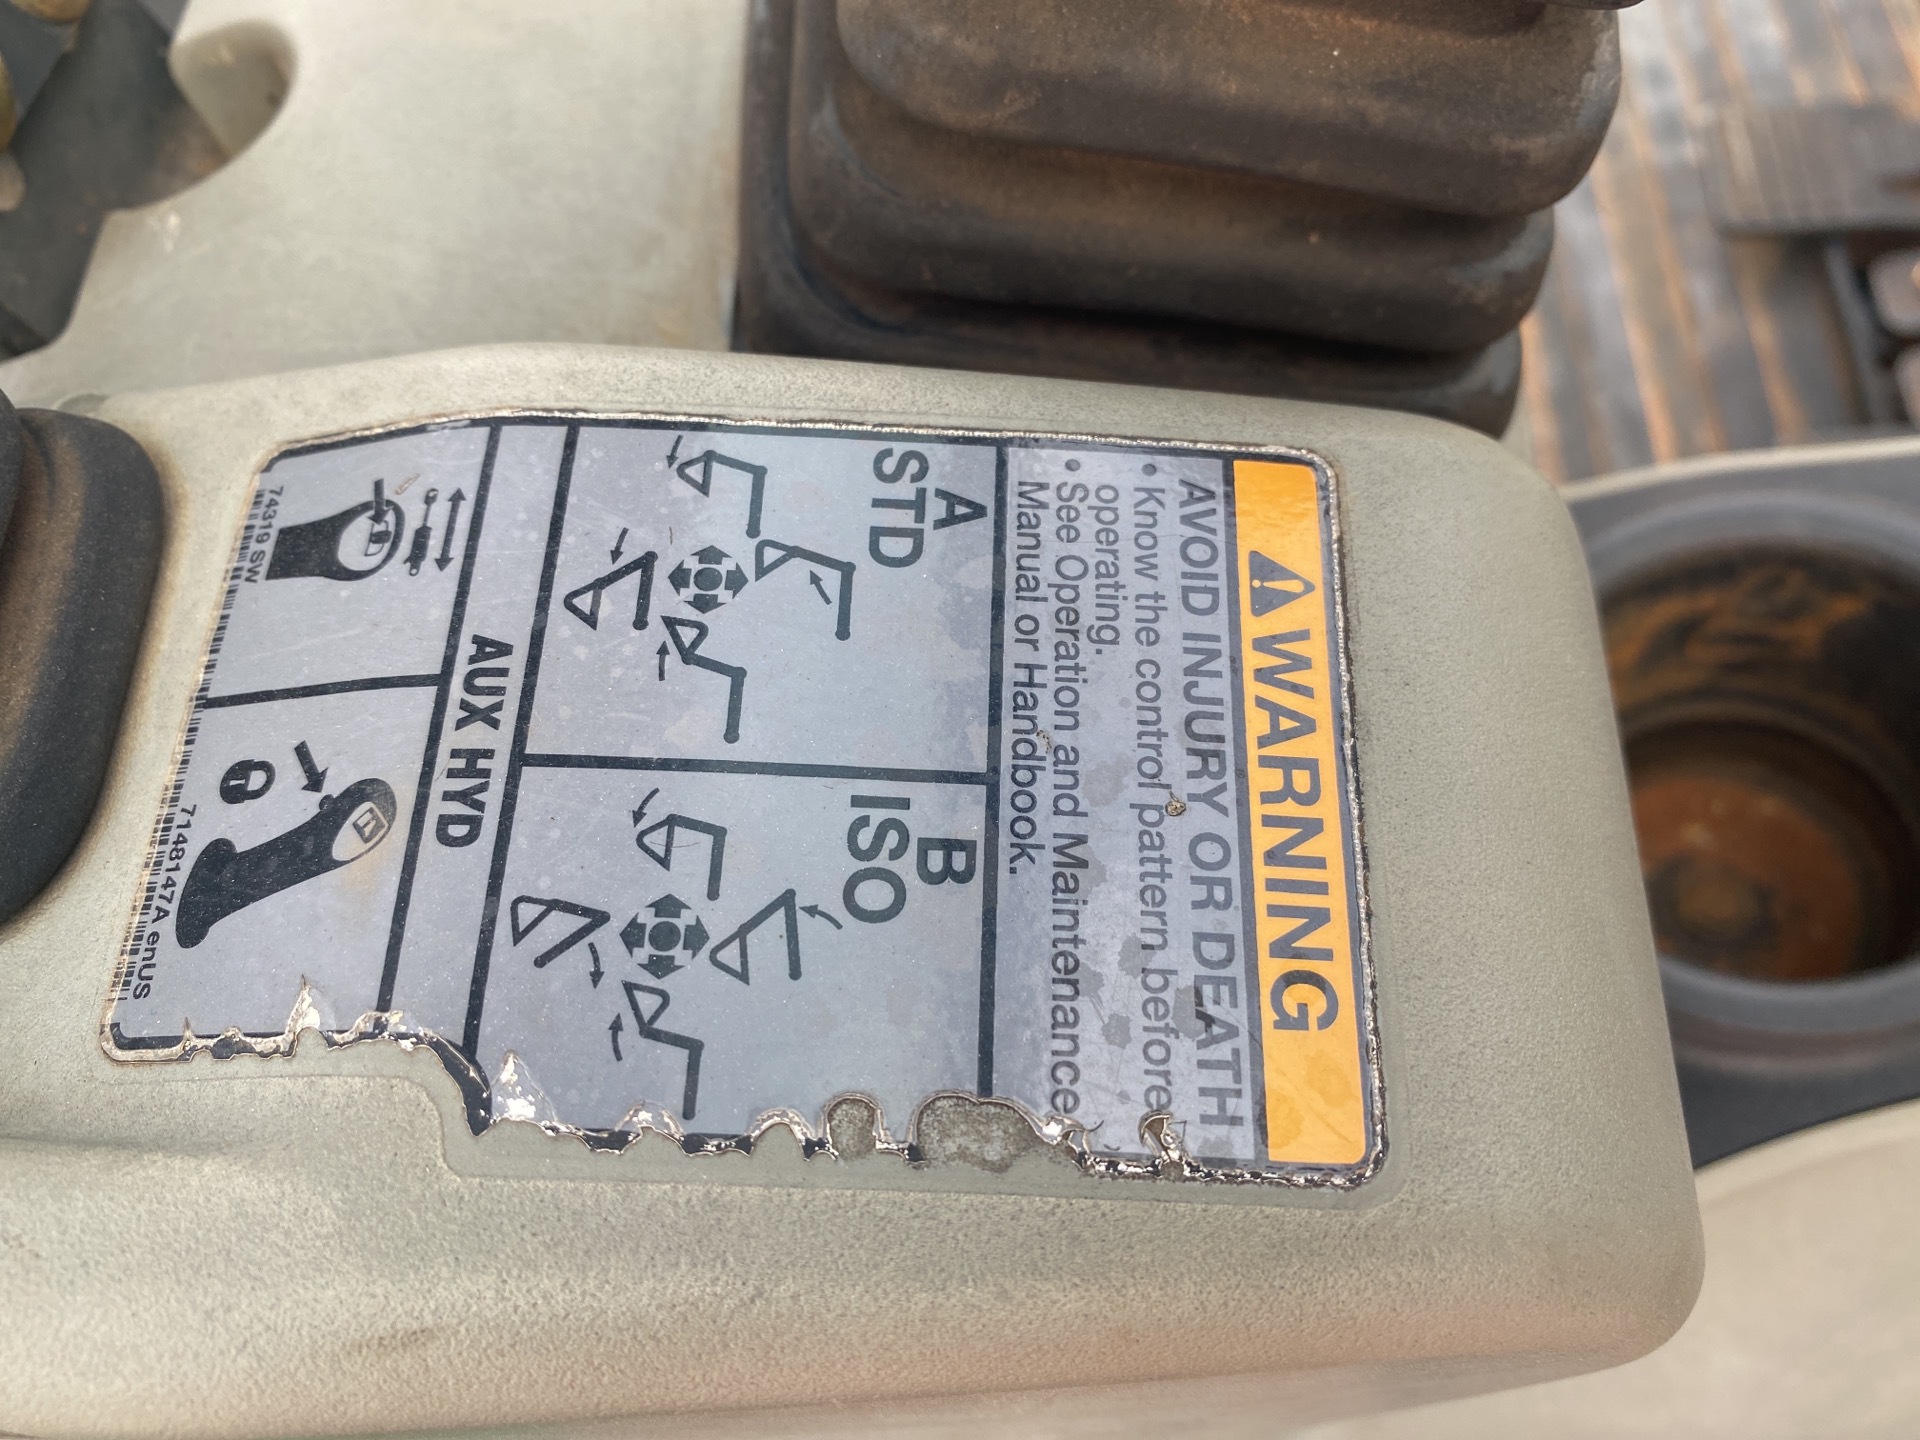 WARNING
AVOID INJURY OR DEATH
• Know the control pattern before
operating.
• See Operation and Maintenance
Manual or Handbook.
A
STD
B
ISO
AUX HYD
74319 SW
7148147A enUS